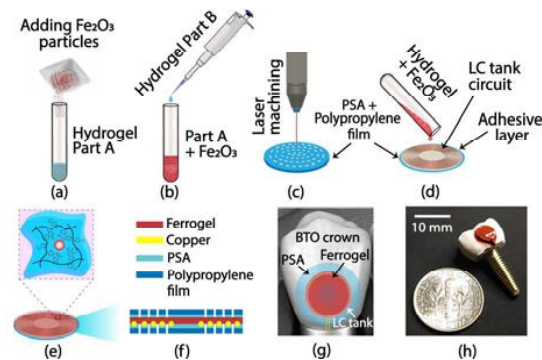 Adding Fe₂O₃
particles
Hydrogel
Part A
(a)
Hydrogel Part B
Part A
+ Fe₂O₃
(b)
Laser
machining
PSA +
Polypropylene
film
(c)
Hydrogel
+ Fe₂O₃
LC tank
circuit
Adhesive
layer
(d)
(e)
Ferrogel
Copper
PSA
Polypropylene
film
(f)
BTO crown
PSA
Ferrogel
LC tank
(g)
10 mm
(h)